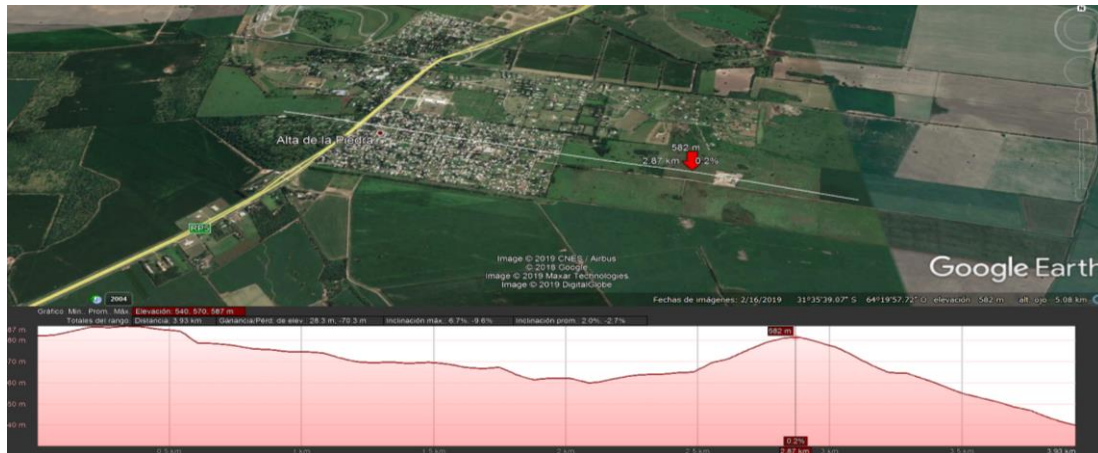 Alta de la Piedra
582 m
2.87 km 0.2%
RP5
Image © 2019 CNES / Airbus
© 2018 Google
Image © 2019 Maxar Technologies
Image © 2019 DigitalGlobe
Google Earth
2004
Fechas de imágenes: 2/16/2019 31°35'39.07" S 64°19'57.72" O elevación 582 m alt. ojo 5.08 km
Gráfico Min. Prom. Máx. Elevación: 540, 570, 587 m
Totales del rango: Distancia: 3.93 km Ganancia/Pérd. de elev.: 28.3 m, -70.3 m Inclinación máx.: 6.7%, -9.6% Inclinación prom.: 2.0%, -2.7%
582 m
50 m
40 m
0.2%
0.5 km 1 km 1.5 km 2 km 2.5 km 2.87 km 3 km 3.5 km 3.93 km